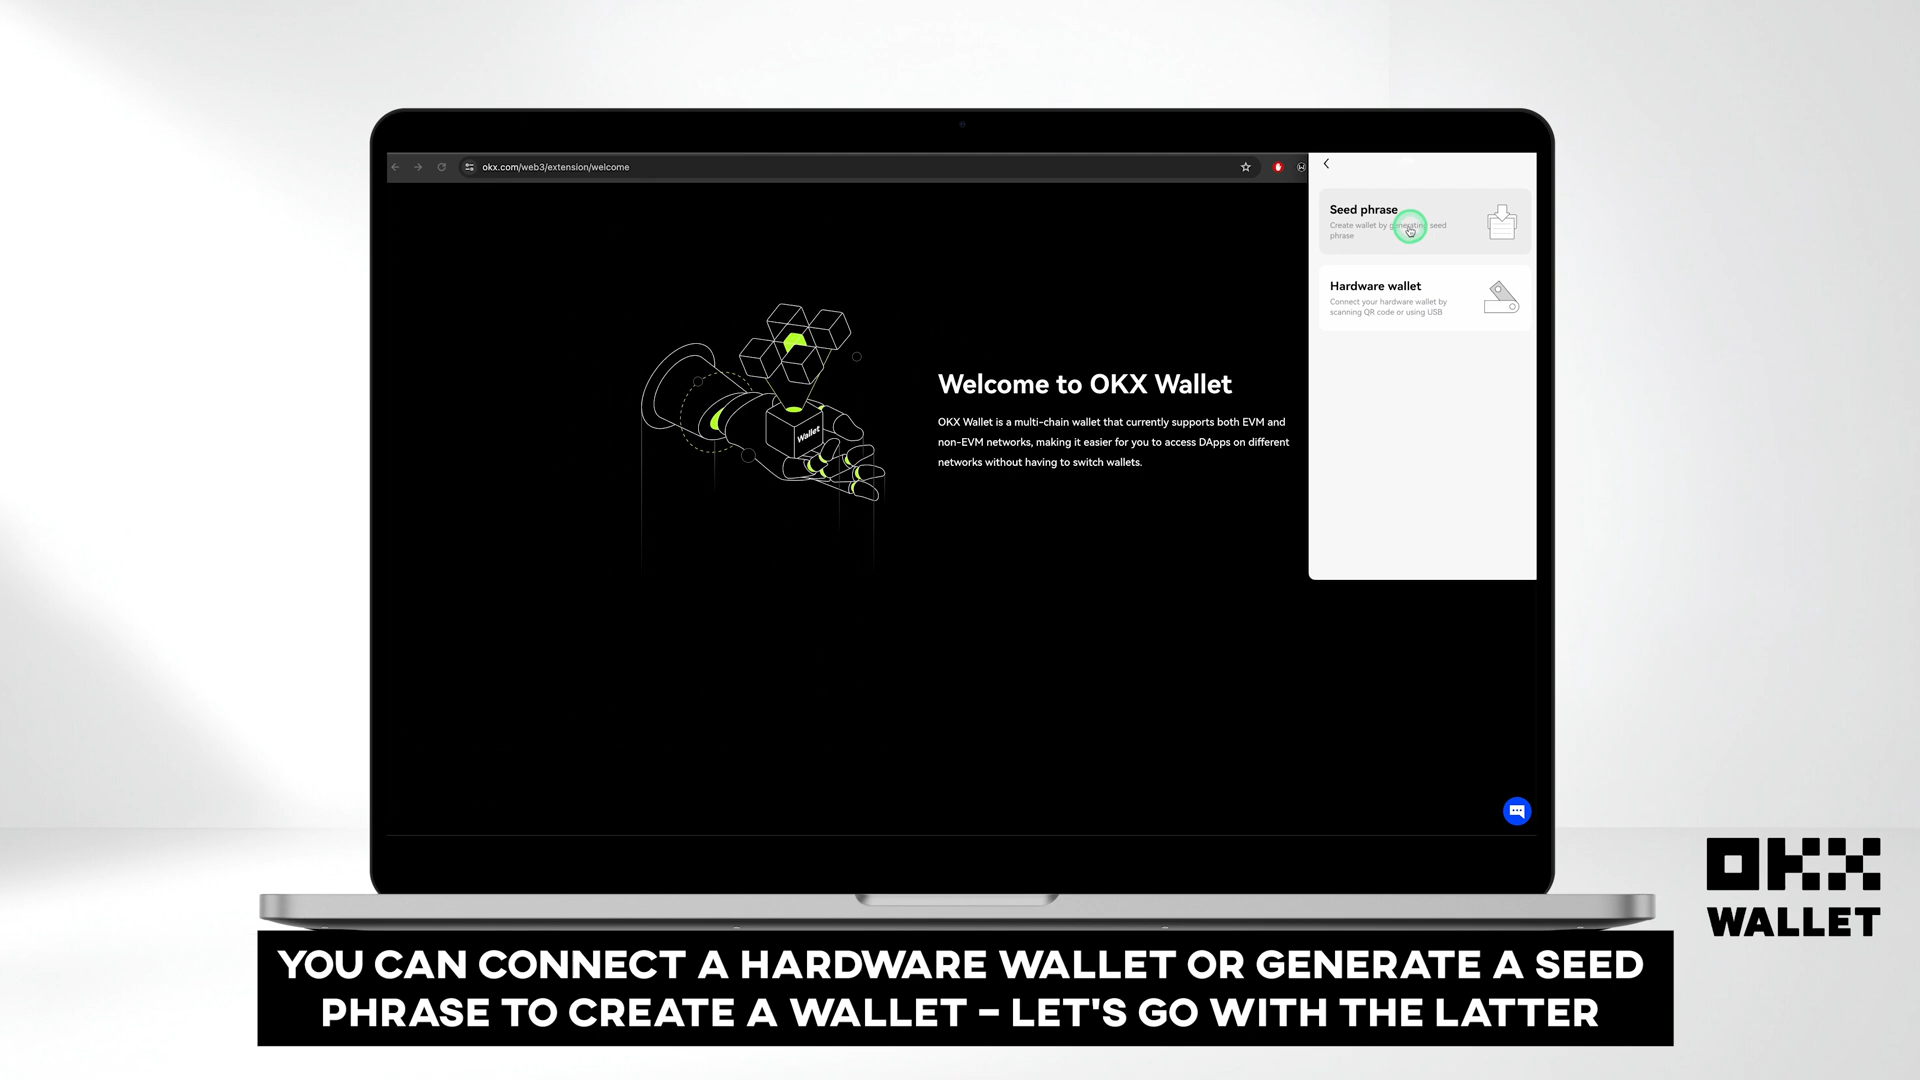 okx.com/web3/extension/welcome
Seed phrase
Create wallet by generating seed
phrase
Hardware wallet
Connect your hardware wallet by
scanning QR code or using USB
Wallet
Welcome to OKX Wallet
OKX Wallet is a multi-chain wallet that currently supports both EVM and
non-EVM networks, making it easier for you to access DApps on different
networks without having to switch wallets.
OKX
WALLET
YOU CAN CONNECT A HARDWARE WALLET OR GENERATE A SEED
PHRASE TO CREATE A WALLET – LET'S GO WITH THE LATTER